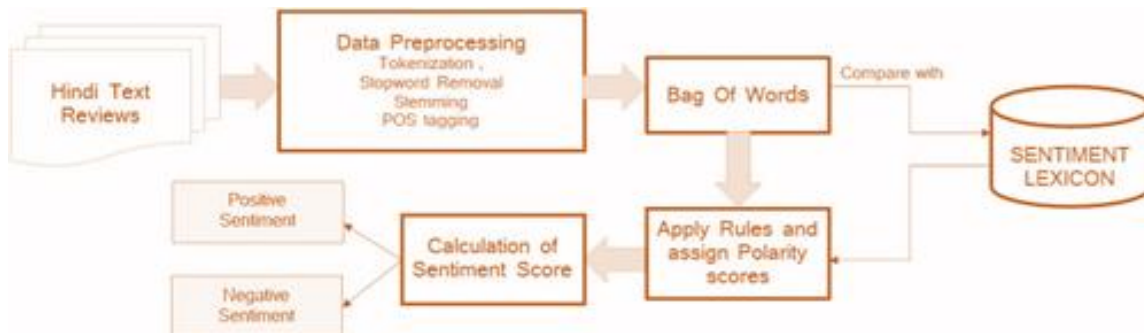 Hindi Text
Reviews
Data Preprocessing
Tokenization ,
Stopword Removal
Stemming
POS tagging
Bag Of Words
Compare with
SENTIMENT
LEXICON
Apply Rules and
assign Polarity
scores
Calculation of
Sentiment Score
Positive
Sentiment
Negative
Sentiment